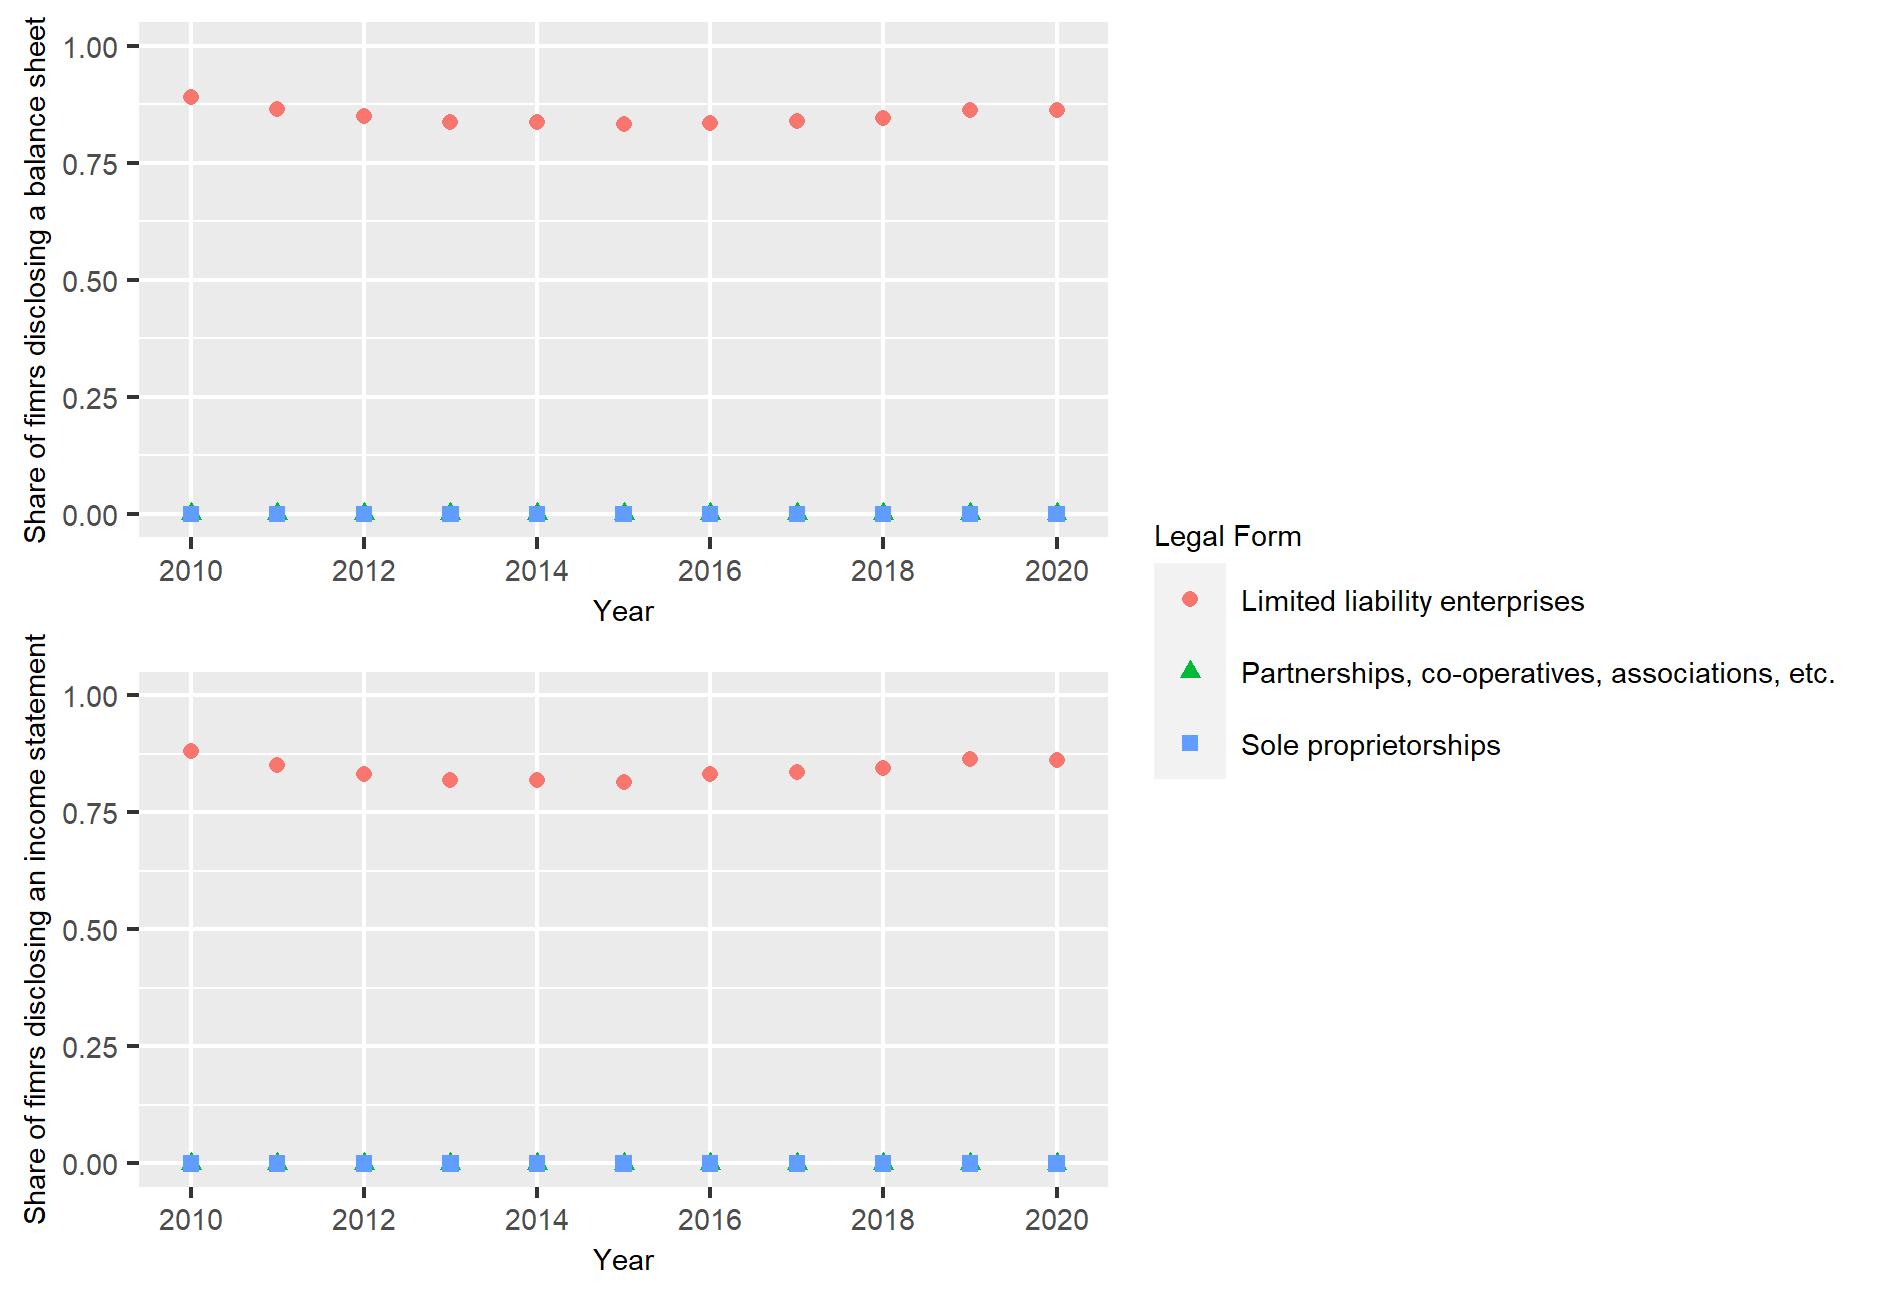 Share of fimrs disclosing a balance sheet
1.00
0.75
0.50
0.25
0.00
2010 2012 2014 2016 2018 2020
Year
Share of fimrs disclosing an income statement
1.00
0.75
0.50
0.25
0.00
2010 2012 2014 2016 2018 2020
Year
Legal Form
Limited liability enterprises
Partnerships, co-operatives, associations, etc.
Sole proprietorships